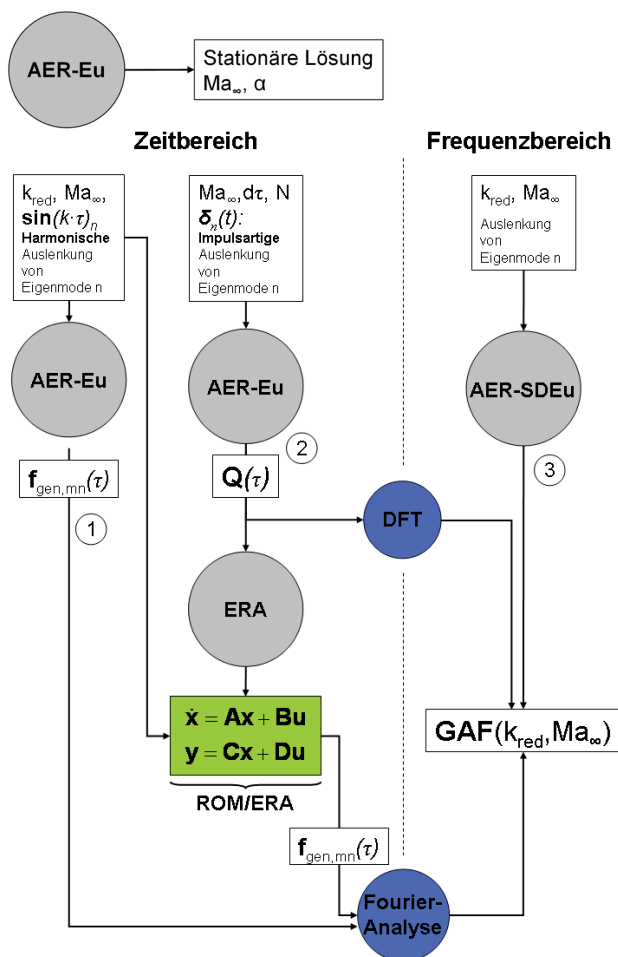 AER-Eu
Stationäre Lösung
Ma∞, α
Zeitbereich
Frequenzbereich
k_red, Ma∞,
sin(k·τ)_n
Harmonische
Auslenkung
von
Eigenmode n
Ma∞,dτ, N
δ_n(t):
Impulsartige
Auslenkung
von
Eigenmode n
k_red, Ma∞
Auslenkung
von
Eigenmode n
AER-Eu
AER-Eu
AER-SDEu
2
3
f_gen,mn(τ)
Q(τ)
1
DFT
ERA
ẋ = Ax + Bu
y = Cx + Du
GAF(k_red,Ma∞)
ROM/ERA
f_gen,mn(τ)
Fourier-
Analyse